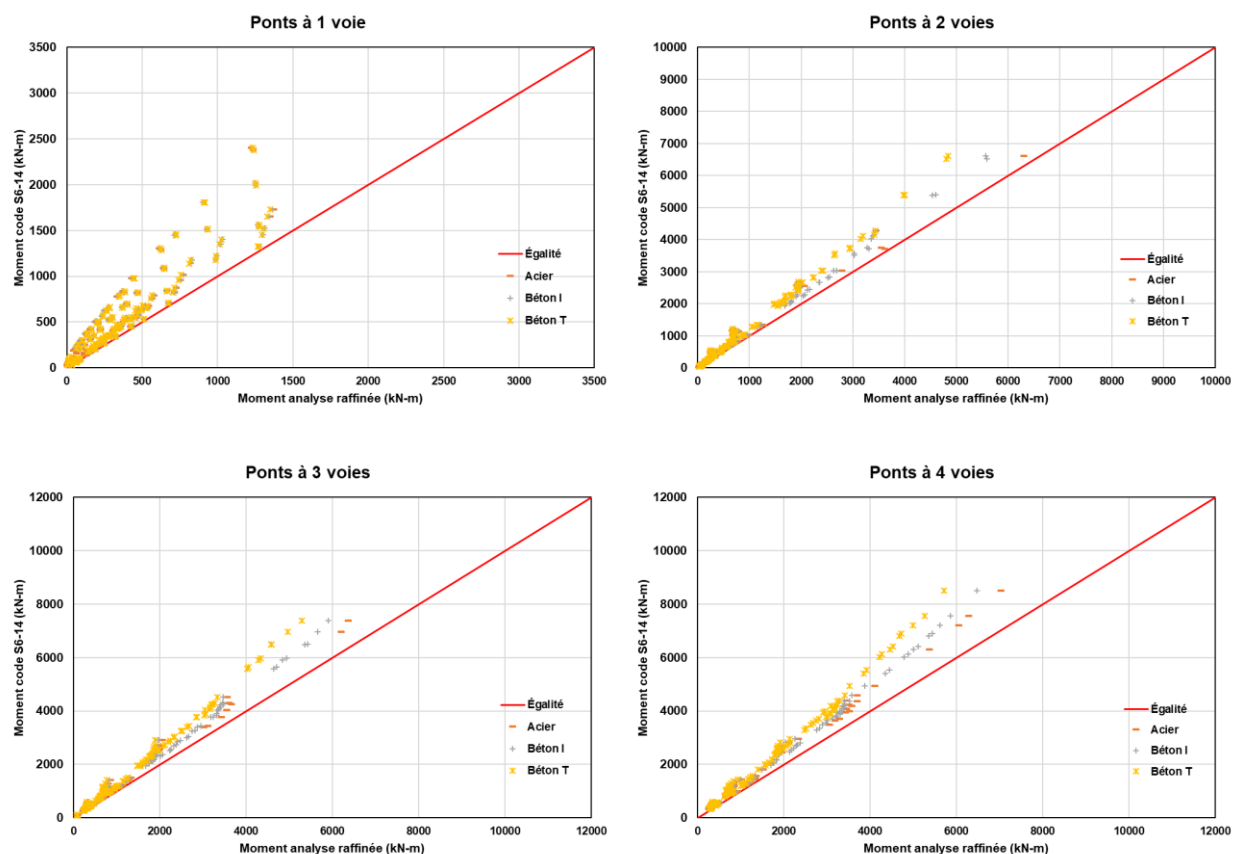 Ponts à 1 voie
3500
3000
2500
2000
1500
1000
500
0
Moment code S6-14 (kN-m)
0 500 1000 1500 2000 2500 3000 3500
Moment analyse raffinée (kN-m)
Égalité
Acier
Béton I
Béton T
Ponts à 2 voies
10000
9000
8000
7000
6000
5000
4000
3000
2000
1000
0
Moment code S6-14 (kN-m)
0 1000 2000 3000 4000 5000 6000 7000 8000 9000 10000
Moment analyse raffinée (kN-m)
Égalité
Acier
Béton I
Béton T
Ponts à 3 voies
12000
10000
8000
6000
4000
2000
0
Moment code S6-14 (kN-m)
0 2000 4000 6000 8000 10000 12000
Moment analyse raffinée (kN-m)
Égalité
Acier
Béton I
Béton T
Ponts à 4 voies
12000
10000
8000
6000
4000
2000
0
Moment code S6-14 (kN-m)
0 2000 4000 6000 8000 10000 12000
Moment analyse raffinée (kN-m)
Égalité
Acier
Béton I
Béton T